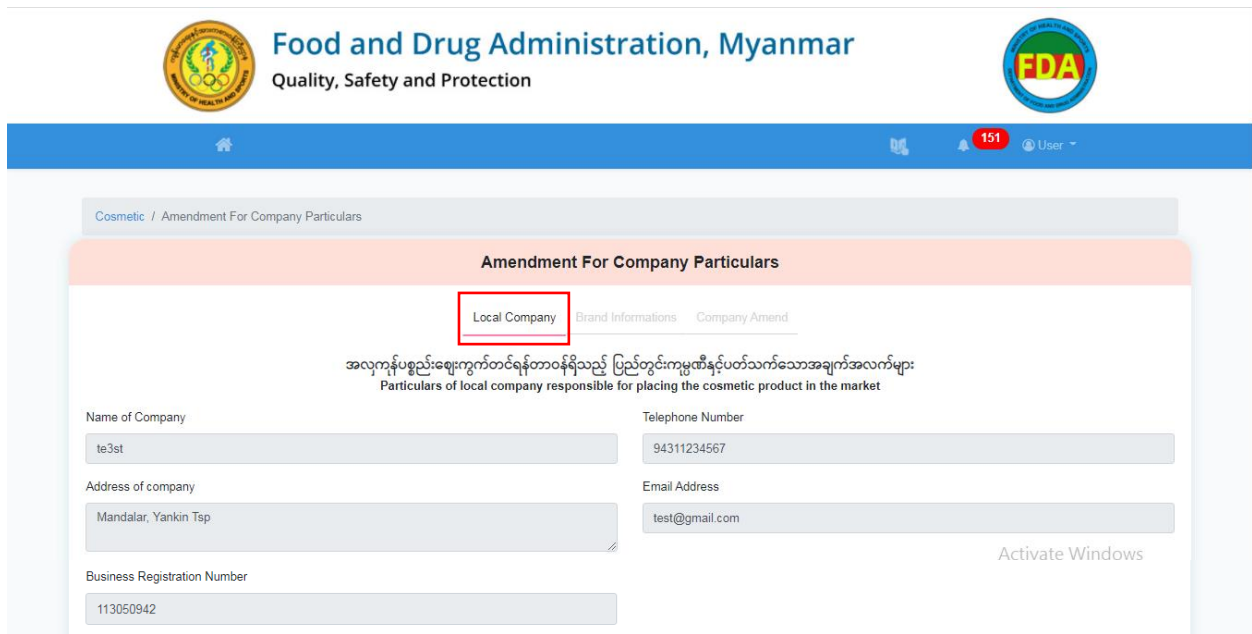 Food and Drug Administration, Myanmar
Quality, Safety and Protection
FDA
151
User
Cosmetic / Amendment For Company Particulars
Amendment For Company Particulars
Local Company Brand Informations Company Amend
အလှကုန်ပစ္စည်းဈေးကွက်တင်ရန်တာဝန်ရှိသည့် ပြည်တွင်းကုမ္ပဏီနှင့်ပတ်သက်သောအချက်အလက်များ
Particulars of local company responsible for placing the cosmetic product in the market
Name of Company
te3st
Telephone Number
94311234567
Address of company
Mandalar, Yankin Tsp
Email Address
test@gmail.com
Activate Windows
Business Registration Number
113050942